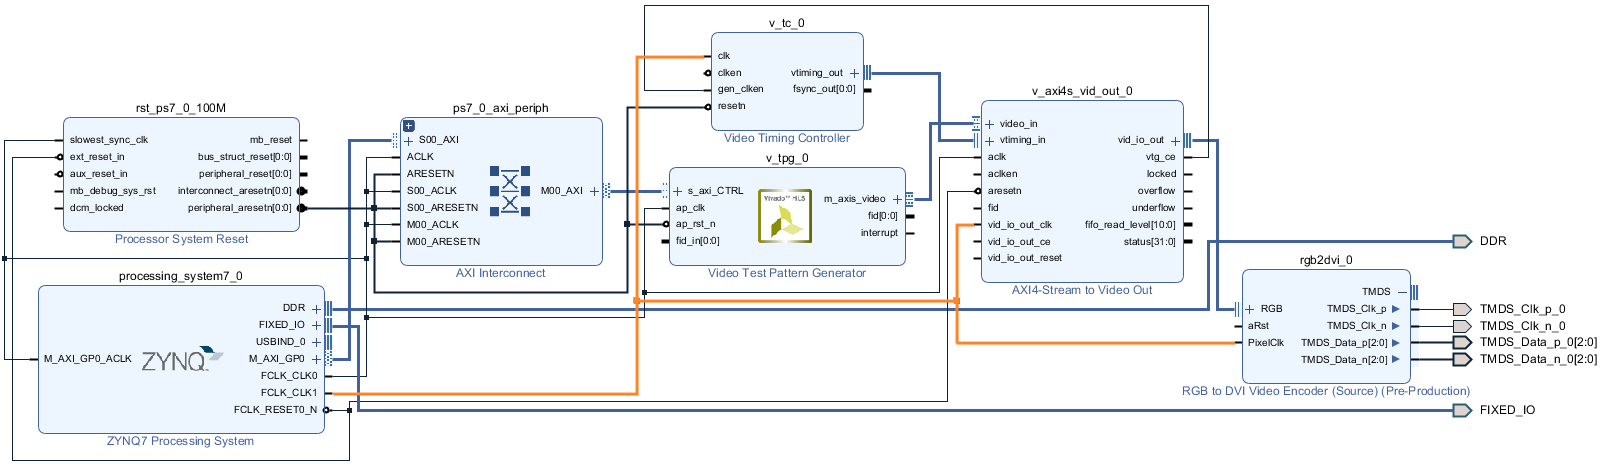 rst_ps7_0_100M
slowest_sync_clk
ext_reset_in
aux_reset_in
mb_debug_sys_rst
dcm_locked
mb_reset
bus_struct_reset[0:0]
peripheral_reset[0:0]
interconnect_aresetn[0:0]
peripheral_aresetn[0:0]
Processor System Reset
processing_system7_0
M_AXI_GP0_ACLK
ZYNQ
DDR
FIXED_IO
USBIND_0
M_AXI_GP0
FCLK_CLK0
FCLK_CLK1
FCLK_RESET0_N
ZYNQ7 Processing System
ps7_0_axi_periph
S00_AXI
ACLK
ARESETN
S00_ACLK
S00_ARESETN
M00_ACLK
M00_ARESETN
M00_AXI
AXI Interconnect
v_tc_0
clk
clken
gen_clken
resetn
vtiming_out
fsync_out[0:0]
Video Timing Controller
v_tpg_0
s_axi_CTRL
ap_clk
ap_rst_n
fid_in[0:0]
Vivado™ HLS
m_axis_video
fid[0:0]
interrupt
Video Test Pattern Generator
v_axi4s_vid_out_0
video_in
vtiming_in
aclk
aclken
aresetn
fid
vid_io_out_clk
vid_io_out_ce
vid_io_out_reset
vid_io_out
vtg_ce
locked
overflow
underflow
fifo_read_level[10:0]
status[31:0]
AXI4-Stream to Video Out
rgb2dvi_0
RGB
aRst
PixelClk
TMDS
TMDS_Clk_p
TMDS_Clk_n
TMDS_Data_p[2:0]
TMDS_Data_n[2:0]
RGB to DVI Video Encoder (Source) (Pre-Production)
DDR
TMDS_Clk_p_0
TMDS_Clk_n_0
TMDS_Data_p_0[2:0]
TMDS_Data_n_0[2:0]
FIXED_IO